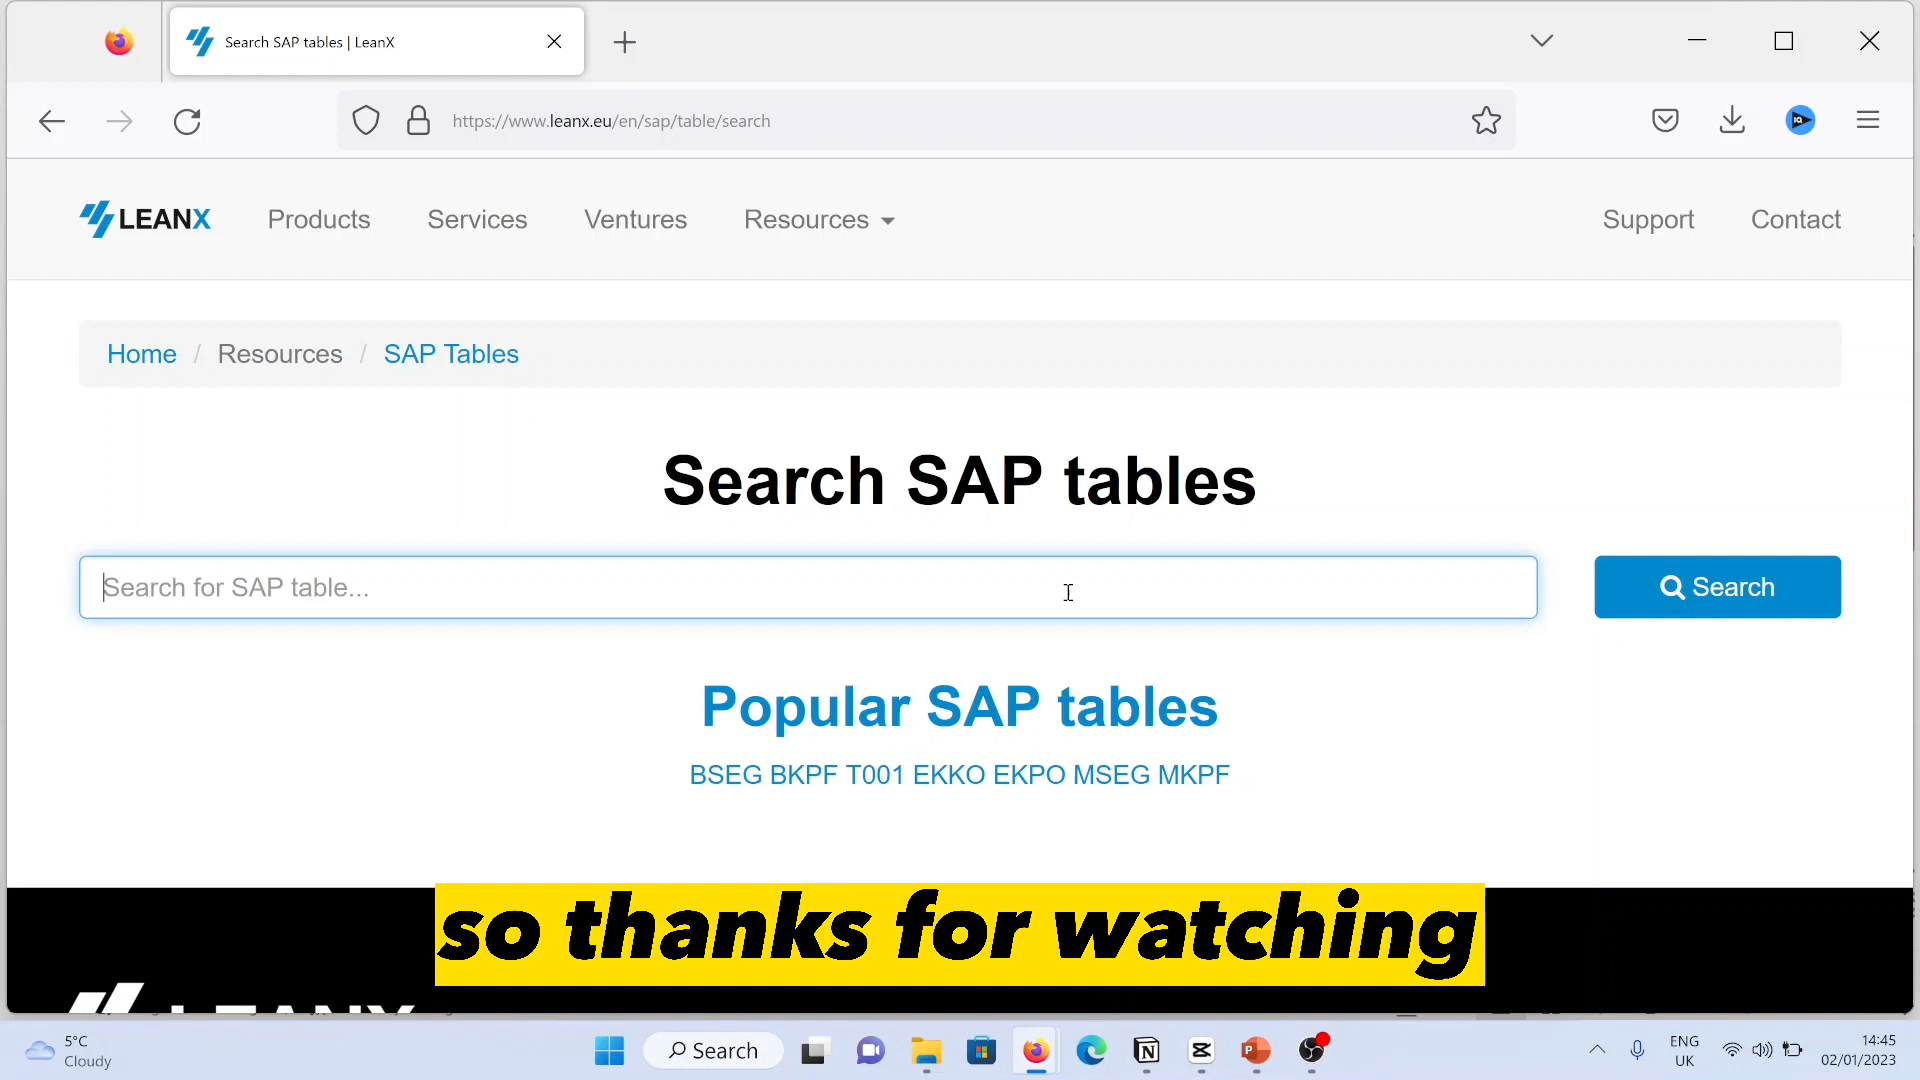 Search SAP tables | LeanX
https://www.leanx.eu/en/sap/table/search
LEANX Products Services Ventures Resources Support Contact
Home / Resources / SAP Tables
Search SAP tables
Search for SAP table... Search
Popular SAP tables
BSEG BKPF T001 EKKO EKPO MSEG MKPF
so thanks for watching
LEANX
5°C
Cloudy
Search
ENG
UK
14:45
02/01/2023